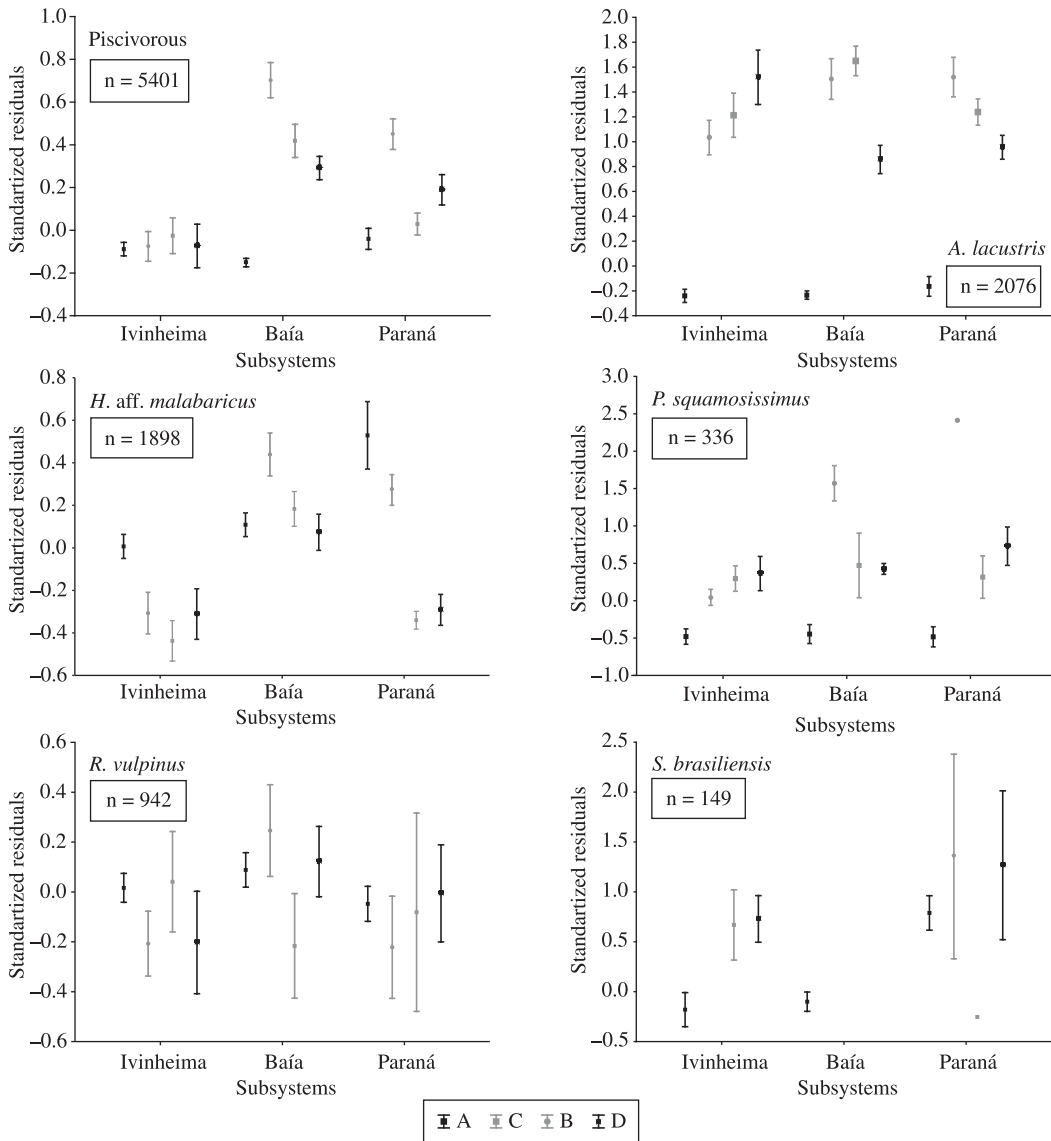 Piscivorous
n = 5401
Standartized residuals
1.0
0.8
0.6
0.4
0.2
0.0
–0.2
–0.4
Ivinheima Baía Paraná
Subsystems
A. lacustris
n = 2076
Standartized residuals
2.0
1.8
1.6
1.4
1.2
1.0
0.8
0.6
0.4
0.2
0.0
–0.2
–0.4
Ivinheima Baía Paraná
Subsystems
H. aff. malabaricus
n = 1898
Standartized residuals
0.8
0.6
0.4
0.2
0.0
–0.2
–0.4
–0.6
Ivinheima Baía Paraná
Subsystems
P. squamosissimus
n = 336
Standartized residuals
3.0
2.5
2.0
1.5
1.0
0.5
0.0
–0.5
–1.0
Ivinheima Baía Paraná
Subsystems
R. vulpinus
n = 942
Standartized residuals
0.6
0.4
0.2
0.0
–0.2
–0.4
–0.6
Ivinheima Baía Paraná
Subsystems
S. brasiliensis
n = 149
Standartized residuals
2.5
2.0
1.5
1.0
0.5
0.0
–0.5
Ivinheima Baía Paraná
Subsystems
A C B D